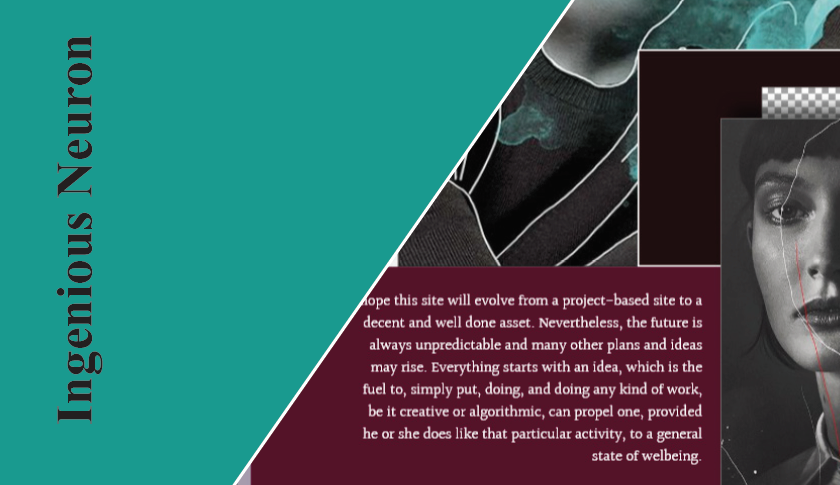 Ingenious Neuron
this site will evolve from a project-based site to a
decent and well done asset. Nevertheless, the future is
always unpredictable and many other plans and ideas
may rise. Everything starts with an idea, which is the
fuel to, simply put, doing, and doing any kind of work,
be it creative or algorithmic, can propel one, provided
he or she does like that particular activity, to a general
state of welbeing.